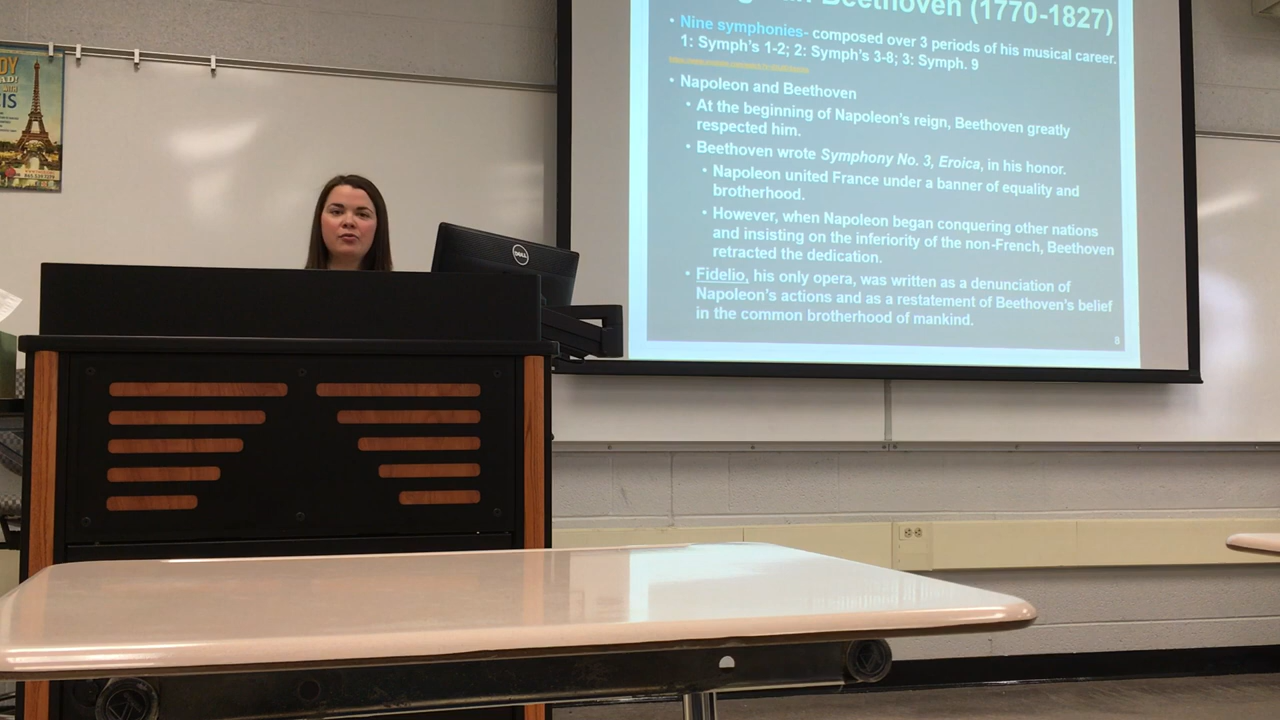 Beethoven (1770-1827)
• Nine symphonies- composed over 3 periods of his musical career.
1: Symph's 1-2; 2: Symph's 3-8; 3: Symph. 9
• Napoleon and Beethoven
• At the beginning of Napoleon's reign, Beethoven greatly
respected him.
• Beethoven wrote Symphony No. 3, Eroica, in his honor.
• Napoleon united France under a banner of equality and
brotherhood.
• However, when Napoleon began conquering other nations
and insisting on the inferiority of the non-French, Beethoven
retracted the dedication.
• Fidelio, his only opera, was written as a denunciation of
Napoleon's actions and as a restatement of Beethoven's belief
in the common brotherhood of mankind.
8
DELL